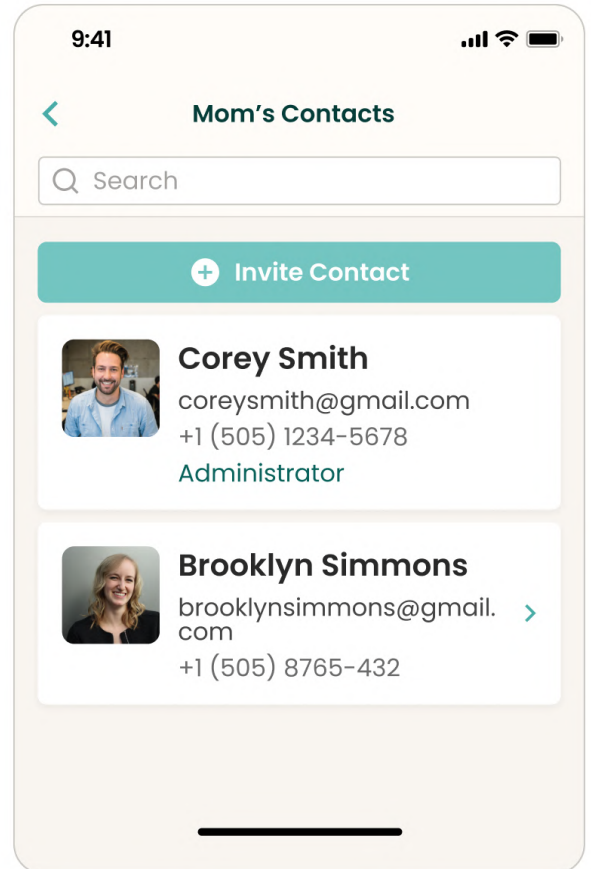 9:41
Mom's Contacts
Search
Invite Contact
Corey Smith
coreysmith@gmail.com
+1 (505) 1234-5678
Administrator
Brooklyn Simmons
brooklynsimmons@gmail.
com
+1 (505) 8765-432